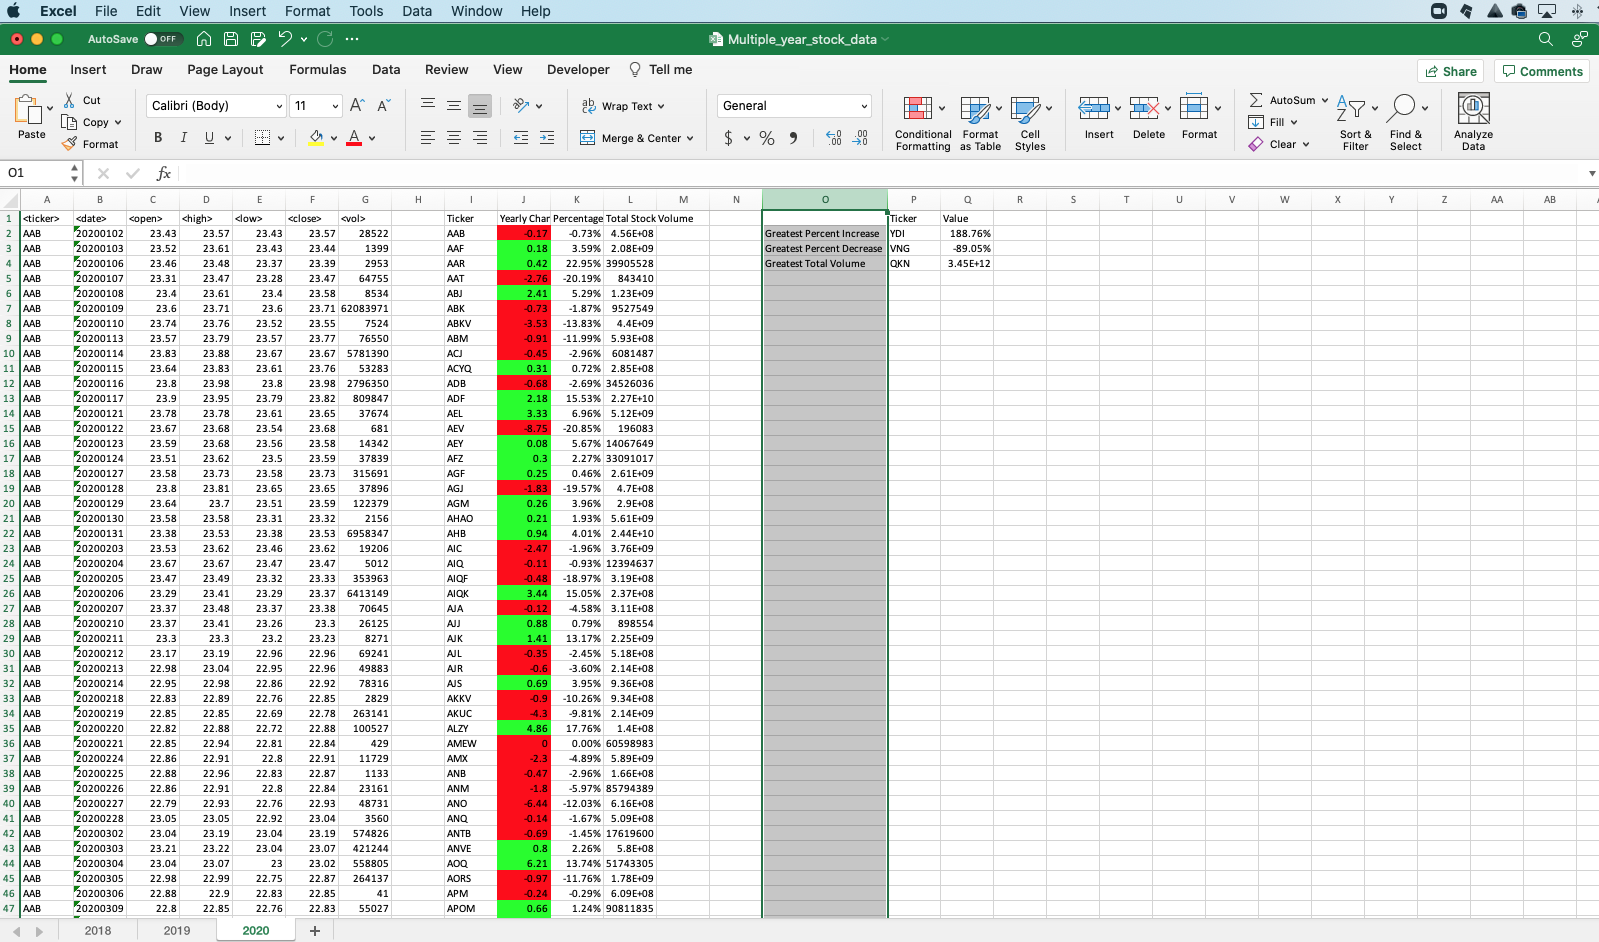 Excel File Edit View Insert Format Tools Data Window Help
AutoSave OFF Multiple_year_stock_data
Home Insert Draw Page Layout Formulas Data Review View Developer Tell me Share Comments
Paste Cut Copy Format Calibri (Body) 11 Wrap Text Merge & Center General Conditional Formatting Format as Table Cell Styles Insert Delete Format AutoSum Fill Clear Sort & Filter Find & Select Analyze Data
B I U $ %
O1 fx
A B C D E F G H I J K L M N O P Q R S T U V W X Y Z AA AB
1 <ticker> <date> <open> <high> <low> <close> <vol> Ticker Yearly Char Percentage Total Stock Volume Ticker Value
2 AAB 20200102 23.43 23.57 23.43 23.57 28522 AAB -0.17 -0.73% 4.56E+08 Greatest Percent Increase YDI 188.76%
3 AAB 20200103 23.52 23.61 23.43 23.44 1399 AAF 0.18 3.59% 2.08E+09 Greatest Percent Decrease VNG -89.05%
4 AAB 20200106 23.46 23.48 23.37 23.39 2953 AAR 0.42 22.95% 39905528 Greatest Total Volume QKN 3.45E+12
5 AAB 20200107 23.31 23.47 23.28 23.47 64755 AAT -2.76 -20.19% 843410
6 AAB 20200108 23.4 23.61 23.4 23.58 8534 ABJ 2.41 5.29% 1.23E+09
7 AAB 20200109 23.6 23.71 23.6 23.71 62083971 ABK -0.73 -1.87% 9527549
8 AAB 20200110 23.74 23.76 23.52 23.55 7524 ABKV -3.53 -13.83% 4.4E+09
9 AAB 20200113 23.57 23.79 23.57 23.77 76550 ABM -0.91 -11.99% 5.93E+08
10 AAB 20200114 23.83 23.88 23.67 23.67 5781390 ACJ -0.45 -2.96% 6081487
11 AAB 20200115 23.64 23.83 23.61 23.76 53283 ACYQ 0.31 0.72% 2.85E+08
12 AAB 20200116 23.8 23.98 23.8 23.98 2796350 ADB -0.68 -2.69% 34526036
13 AAB 20200117 23.9 23.95 23.79 23.82 809847 ADF 2.18 15.53% 2.27E+10
14 AAB 20200121 23.78 23.78 23.61 23.65 37674 AEL 3.33 6.96% 5.12E+09
15 AAB 20200122 23.67 23.68 23.54 23.68 681 AEV -8.75 -20.85% 196083
16 AAB 20200123 23.59 23.68 23.56 23.58 14342 AEY 0.08 5.67% 14067649
17 AAB 20200124 23.51 23.62 23.5 23.59 37839 AFZ 0.3 2.27% 33091017
18 AAB 20200127 23.58 23.73 23.58 23.73 315691 AGF 0.25 0.46% 2.61E+09
19 AAB 20200128 23.8 23.81 23.65 23.65 37896 AGJ -1.83 -19.57% 4.7E+08
20 AAB 20200129 23.64 23.7 23.51 23.59 122379 AGM 0.26 3.96% 2.9E+08
21 AAB 20200130 23.58 23.58 23.31 23.32 2156 AHAO 0.21 1.93% 5.61E+09
22 AAB 20200131 23.38 23.53 23.38 23.53 6958347 AHB 0.94 4.01% 2.44E+10
23 AAB 20200203 23.53 23.62 23.46 23.62 19206 AIC -2.47 -1.96% 3.76E+09
24 AAB 20200204 23.67 23.67 23.47 23.47 5012 AIQ -0.11 -0.93% 12394637
25 AAB 20200205 23.47 23.49 23.32 23.33 353963 AIQF -0.48 -18.97% 3.19E+08
26 AAB 20200206 23.29 23.41 23.29 23.37 6413149 AIQK 3.44 15.05% 2.37E+08
27 AAB 20200207 23.37 23.48 23.37 23.38 70645 AJA -0.12 -4.58% 3.11E+08
28 AAB 20200210 23.37 23.41 23.26 23.3 26125 AJJ 0.88 0.79% 898554
29 AAB 20200211 23.3 23.3 23.2 23.23 8271 AJK 1.41 13.17% 2.25E+09
30 AAB 20200212 23.17 23.19 22.96 22.96 69241 AJL -0.35 -2.45% 5.18E+08
31 AAB 20200213 22.98 23.04 22.95 22.96 49883 AJR -0.6 -3.60% 2.14E+09
32 AAB 20200214 22.95 22.98 22.86 22.92 78316 AJS 0.69 3.95% 9.36E+08
33 AAB 20200218 22.83 22.89 22.76 22.85 2829 AKKV -0.9 -10.26% 9.34E+08
34 AAB 20200219 22.85 22.85 22.69 22.78 263141 AKUC -4.3 -9.81% 2.14E+09
35 AAB 20200220 22.82 22.88 22.72 22.88 100527 ALZY 4.86 17.76% 1.4E+08
36 AAB 20200221 22.85 22.94 22.81 22.84 429 AMEW 0 0.00% 60598983
37 AAB 20200224 22.86 22.91 22.8 22.91 11729 AMX -2.3 -4.89% 5.89E+09
38 AAB 20200225 22.88 22.96 22.83 22.87 1133 ANB -0.47 -2.96% 1.66E+08
39 AAB 20200226 22.86 22.91 22.8 22.84 23161 ANM -1.8 -5.97% 85794389
40 AAB 20200227 22.79 22.93 22.76 22.93 48731 ANO -6.44 -12.03% 6.16E+08
41 AAB 20200228 23.05 23.05 22.92 23.04 3560 ANQ -0.14 -1.67% 5.09E+08
42 AAB 20200302 23.04 23.19 23.04 23.19 574826 ANTB -0.69 -1.45% 17619600
43 AAB 20200303 23.21 23.22 23.04 23.07 421244 ANVE 0.8 2.26% 5.8E+08
44 AAB 20200304 23.04 23.07 23 23.02 558805 AOQ 6.21 13.74% 51743305
45 AAB 20200305 22.98 22.99 22.75 22.87 264137 AORS -0.97 -11.76% 1.78E+09
46 AAB 20200306 22.88 22.9 22.83 22.85 41 APM -0.24 -0.29% 6.09E+08
47 AAB 20200309 22.8 22.85 22.76 22.83 55027 APOM 0.66 1.24% 90811835
2018 2019 2020 +